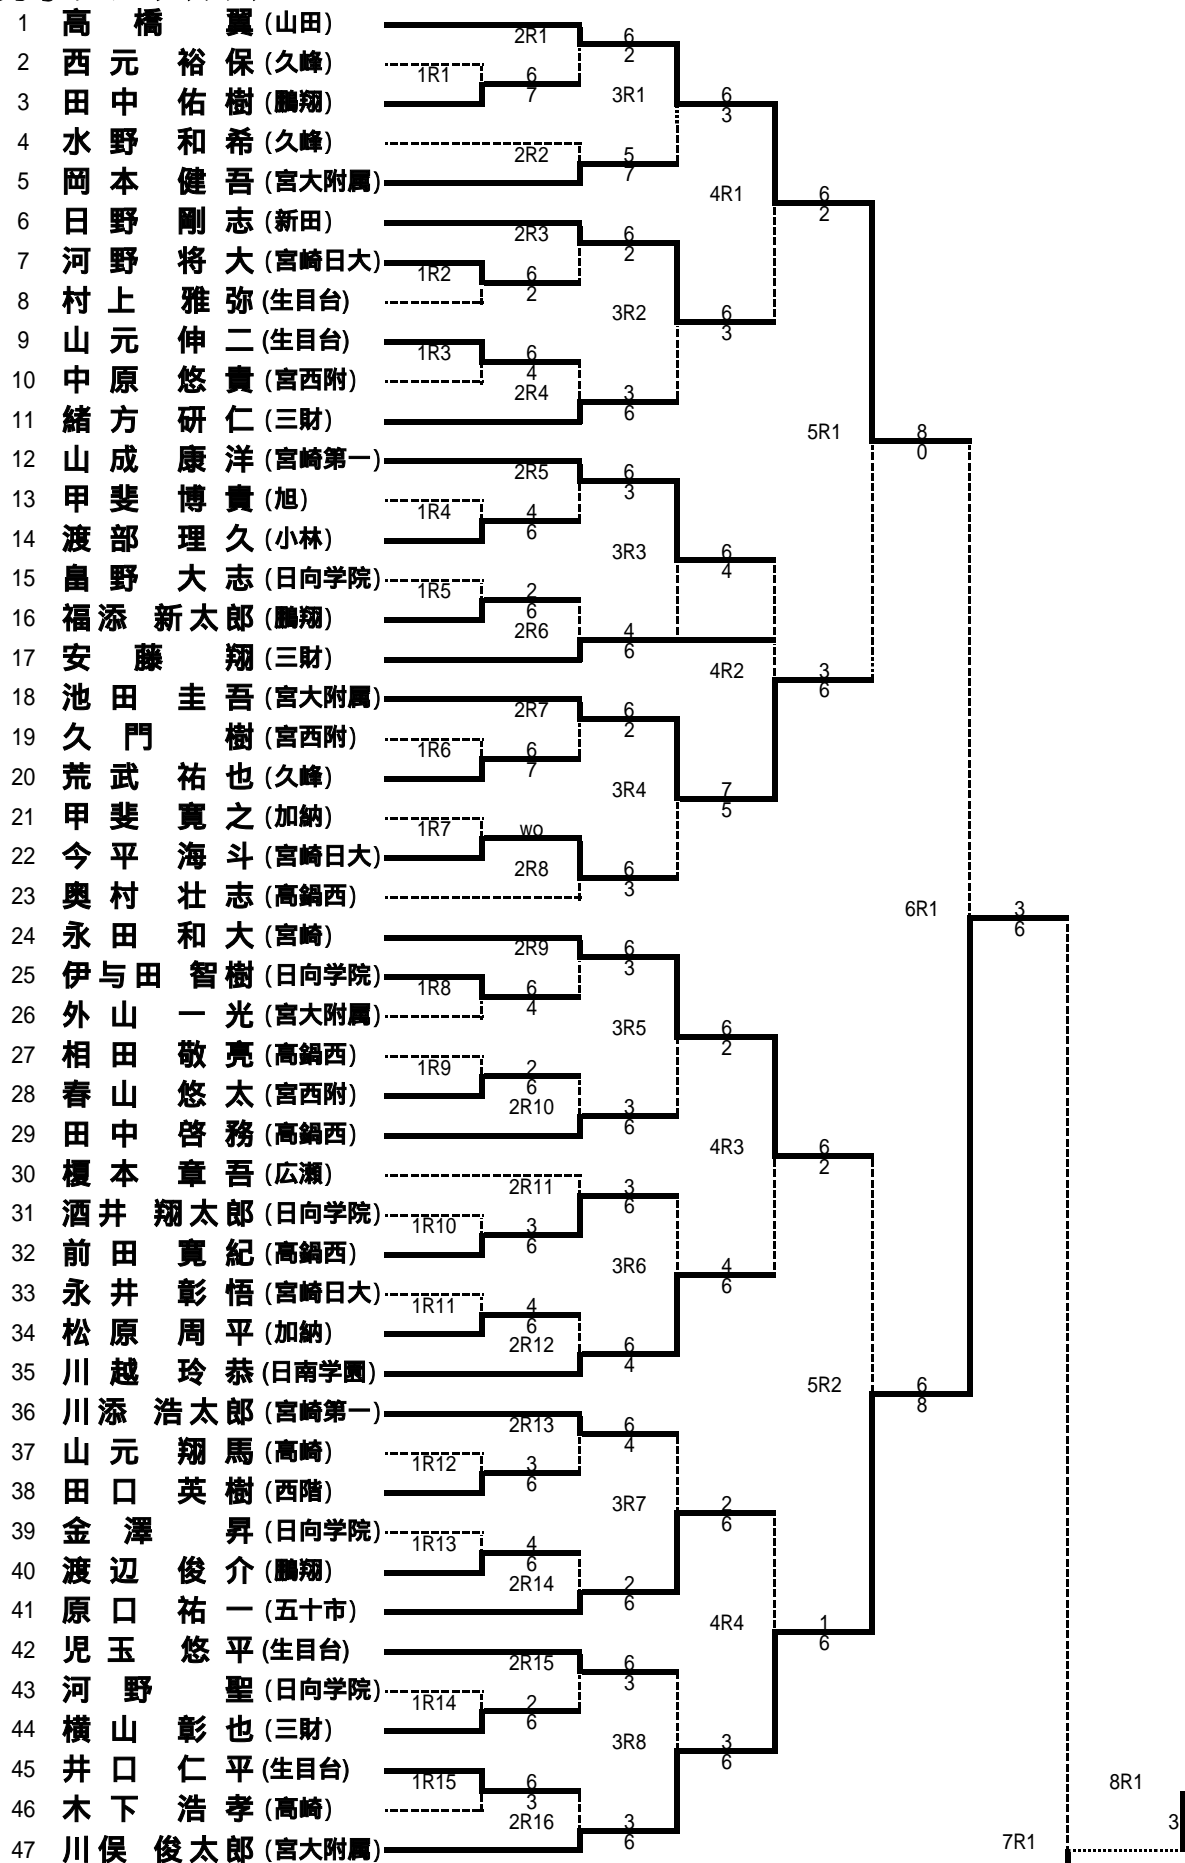 1 高橋 翼 (山田)
2R1 6
2
2 西元 裕保 (久峰)
1R1 6
7
3R1 6
3
3 田中 佑樹 (鵬翔)
4 水野 和希 (久峰)
2R2 5
7
5 岡本 健吾 (宮大附属)
4R1 6
2
6 日野 剛志 (新田)
2R3 6
2
7 河野 将大 (宮崎日大)
1R2 6
2
8 村上 雅弥 (生目台)
3R2 6
3
9 山元 伸二 (生目台)
1R3 6
4
10 中原 悠貴 (宮西附)
2R4 3
6
11 緒方 研仁 (三財)
5R1 8
0
12 山成 康洋 (宮崎第一)
2R5 6
3
13 甲斐 博貴 (旭)
1R4 4
6
14 渡部 理久 (小林)
3R3 6
4
15 畠野 大志 (日向学院)
1R5 2
6
16 福添 新太郎 (鵬翔)
2R6 4
6
17 安藤 翔 (三財)
4R2 3
6
18 池田 圭吾 (宮大附属)
2R7 6
2
19 久門 樹 (宮西附)
1R6 6
7
20 荒武 祐也 (久峰)
3R4 7
5
21 甲斐 寛之 (加納)
1R7 wo
22 今平 海斗 (宮崎日大)
2R8 6
3
23 奥村 壮志 (高鍋西)
6R1 3
6
24 永田 和大 (宮崎)
2R9 6
3
25 伊与田 智樹 (日向学院)
1R8 6
4
26 外山 一光 (宮大附属)
3R5 6
2
27 相田 敬亮 (高鍋西)
1R9 2
6
28 春山 悠太 (宮西附)
2R10 3
6
29 田中 啓務 (高鍋西)
4R3 6
2
30 榎本 章吾 (広瀬)
2R11 3
6
31 酒井 翔太郎 (日向学院)
1R10 3
6
32 前田 寛紀 (高鍋西)
3R6 4
6
33 永井 彰悟 (宮崎日大)
1R11 4
6
34 松原 周平 (加納)
2R12 6
4
35 川越 玲恭 (日南学園)
5R2 6
8
36 川添 浩太郎 (宮崎第一)
2R13 6
4
37 山元 翔馬 (高崎)
1R12 3
6
38 田口 英樹 (西階)
3R7 2
6
39 金澤 昇 (日向学院)
1R13 4
6
40 渡辺 俊介 (鵬翔)
2R14 2
6
41 原口 祐一 (五十市)
4R4 1
6
42 児玉 悠平 (生目台)
2R15 6
3
43 河野 聖 (日向学院)
1R14 2
6
44 横山 彰也 (三財)
3R8 3
6
45 井口 仁平 (生目台)
1R15 6
3
8R1
46 木下 浩孝 (高崎)
2R16 3
6
3
47 川俣 俊太郎 (宮大附属)
7R1